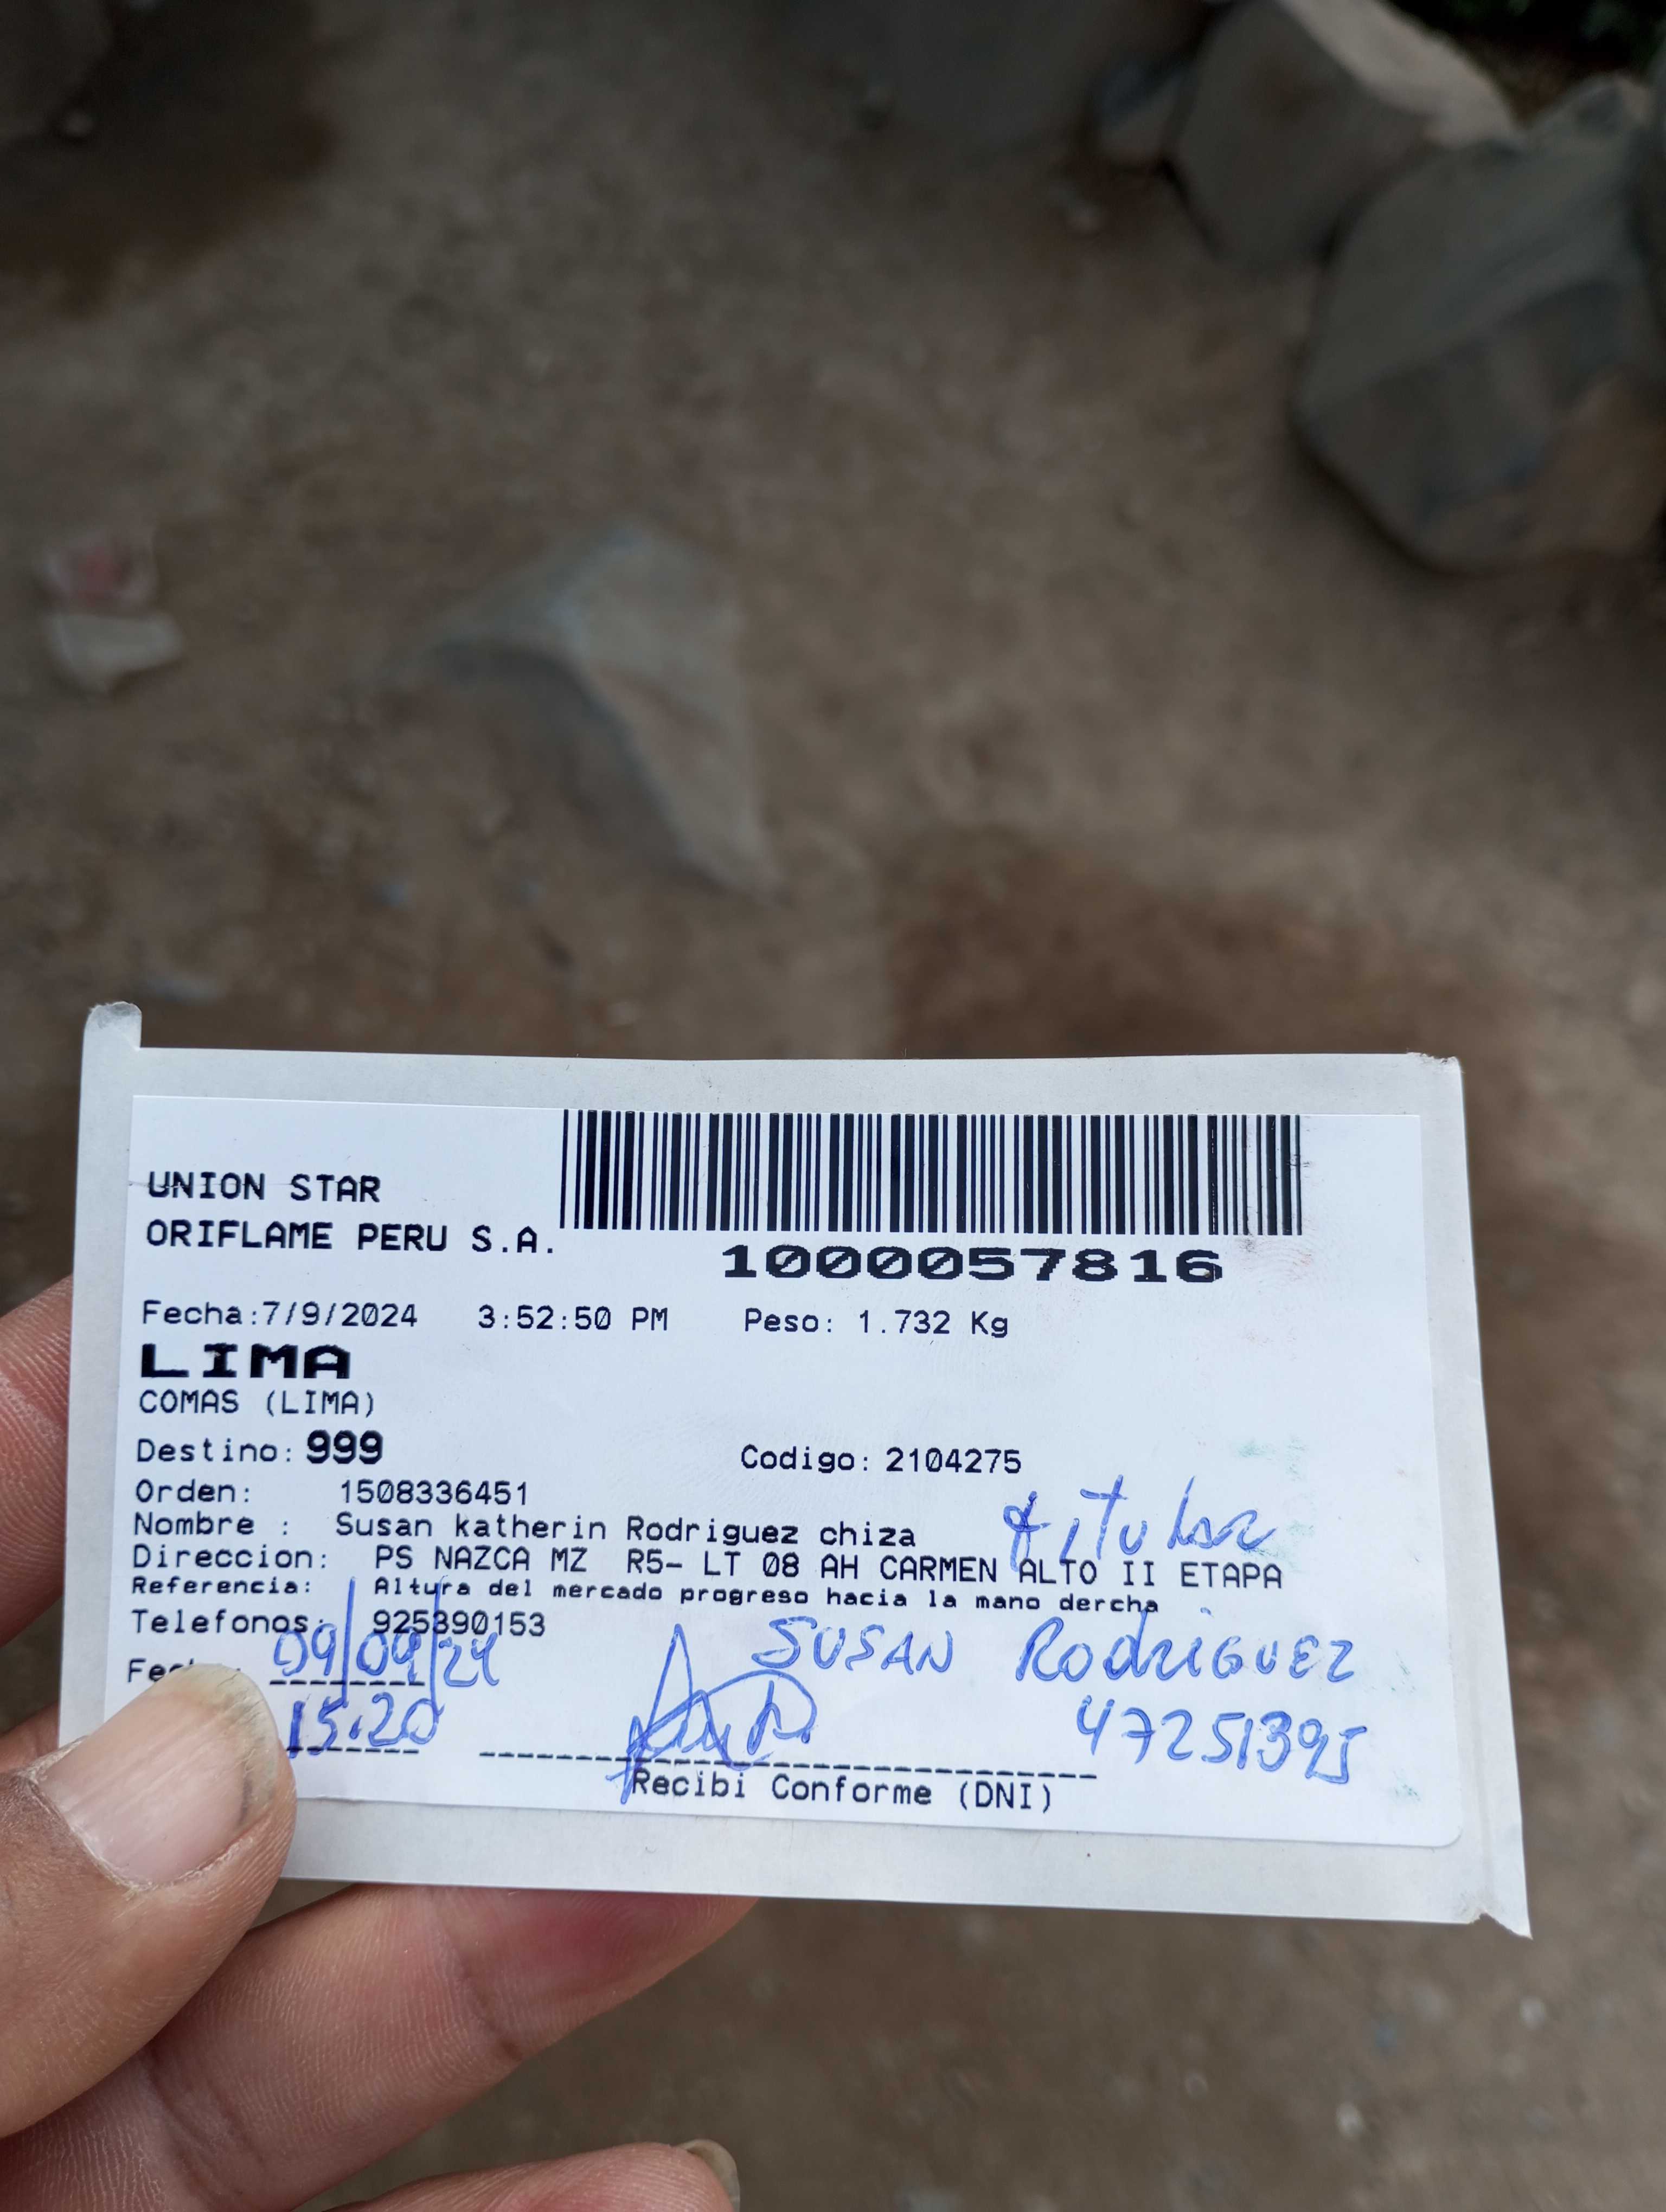 UNION STAR
ORIFLAME PERU S.A.
1000057816
Fecha:7/9/2024 3:52:50 PM Peso: 1.732 Kg
LIMA
COMAS (LIMA)
Destino: 999 Codigo: 2104275
Orden: 1508336451
Nombre : Susan katherin Rodriguez chiza titular
Direccion: PS NAZCA MZ R5- LT 08 AH CARMEN ALTO II ETAPA
Referencia: Altura del mercado progreso hacia la mano dercha
Telefonos: 925390153
09/09/24 SUSAN RodRiGUEZ
15:20 47251395
Recibi Conforme (DNI)